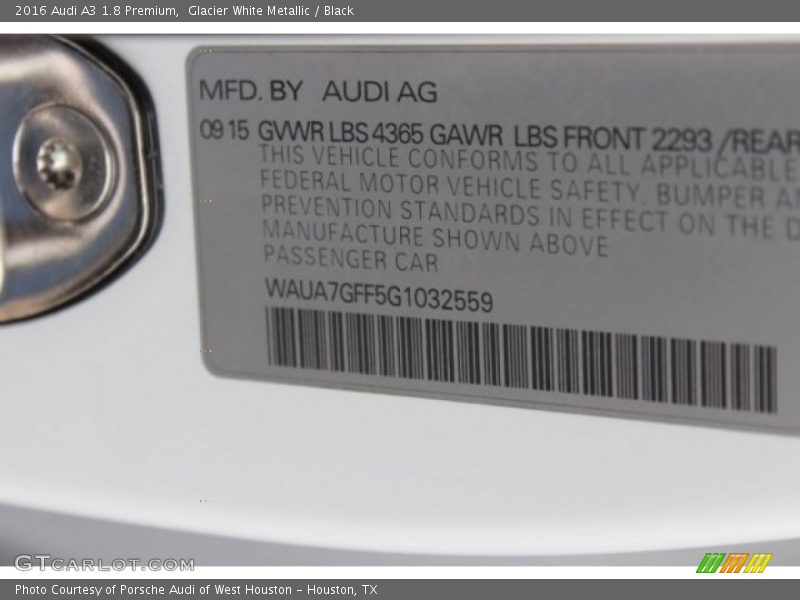 2016 Audi A3 1.8 Premium,  Glacier White Metallic / Black
MFD. BY AUDI AG
09 15 GVWR LBS 4365 GAWR LBS FRONT 2293 /REAR
THIS VEHICLE CONFORMS TO ALL APPLICABLE
FEDERAL MOTOR VEHICLE SAFETY, BUMPER
PREVENTION STANDARDS IN EFFECT ON THE D
MANUFACTURE SHOWN ABOVE
PASSENGER CAR
WAUA7GFF5G1032559
GTCARLOT.COM
Photo Courtesy of Porsche Audi of West Houston - Houston, TX